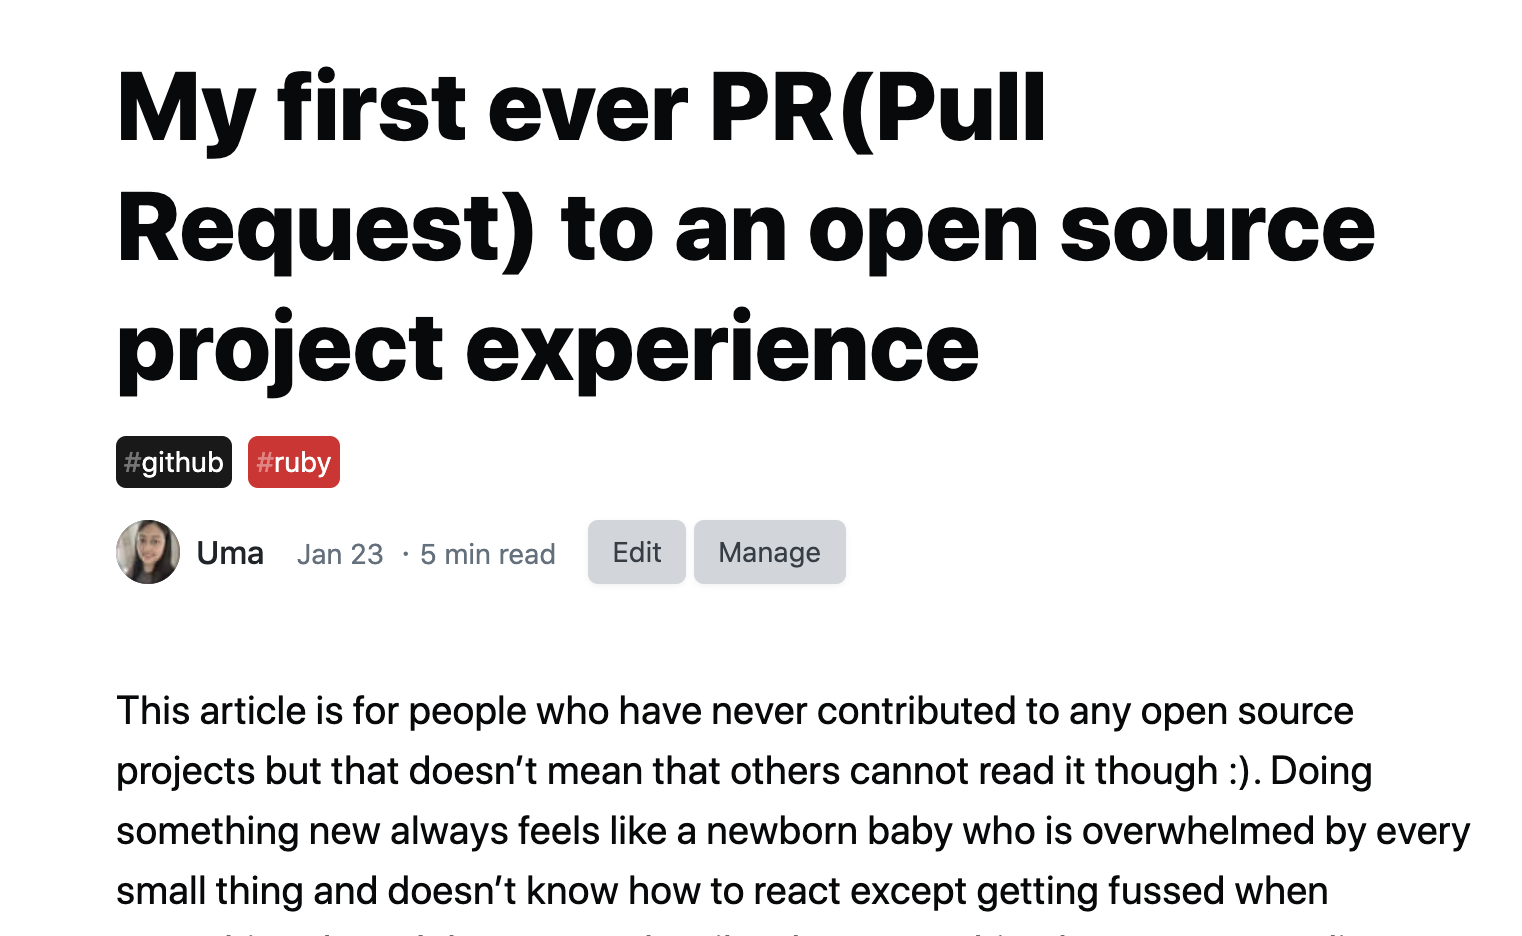 My first ever PR(Pull
Request) to an open source
project experience
#github #ruby
Uma Jan 23 · 5 min read Edit Manage
This article is for people who have never contributed to any open source
projects but that doesn’t mean that others cannot read it though :). Doing
something new always feels like a newborn baby who is overwhelmed by every
small thing and doesn’t know how to react except getting fussed when